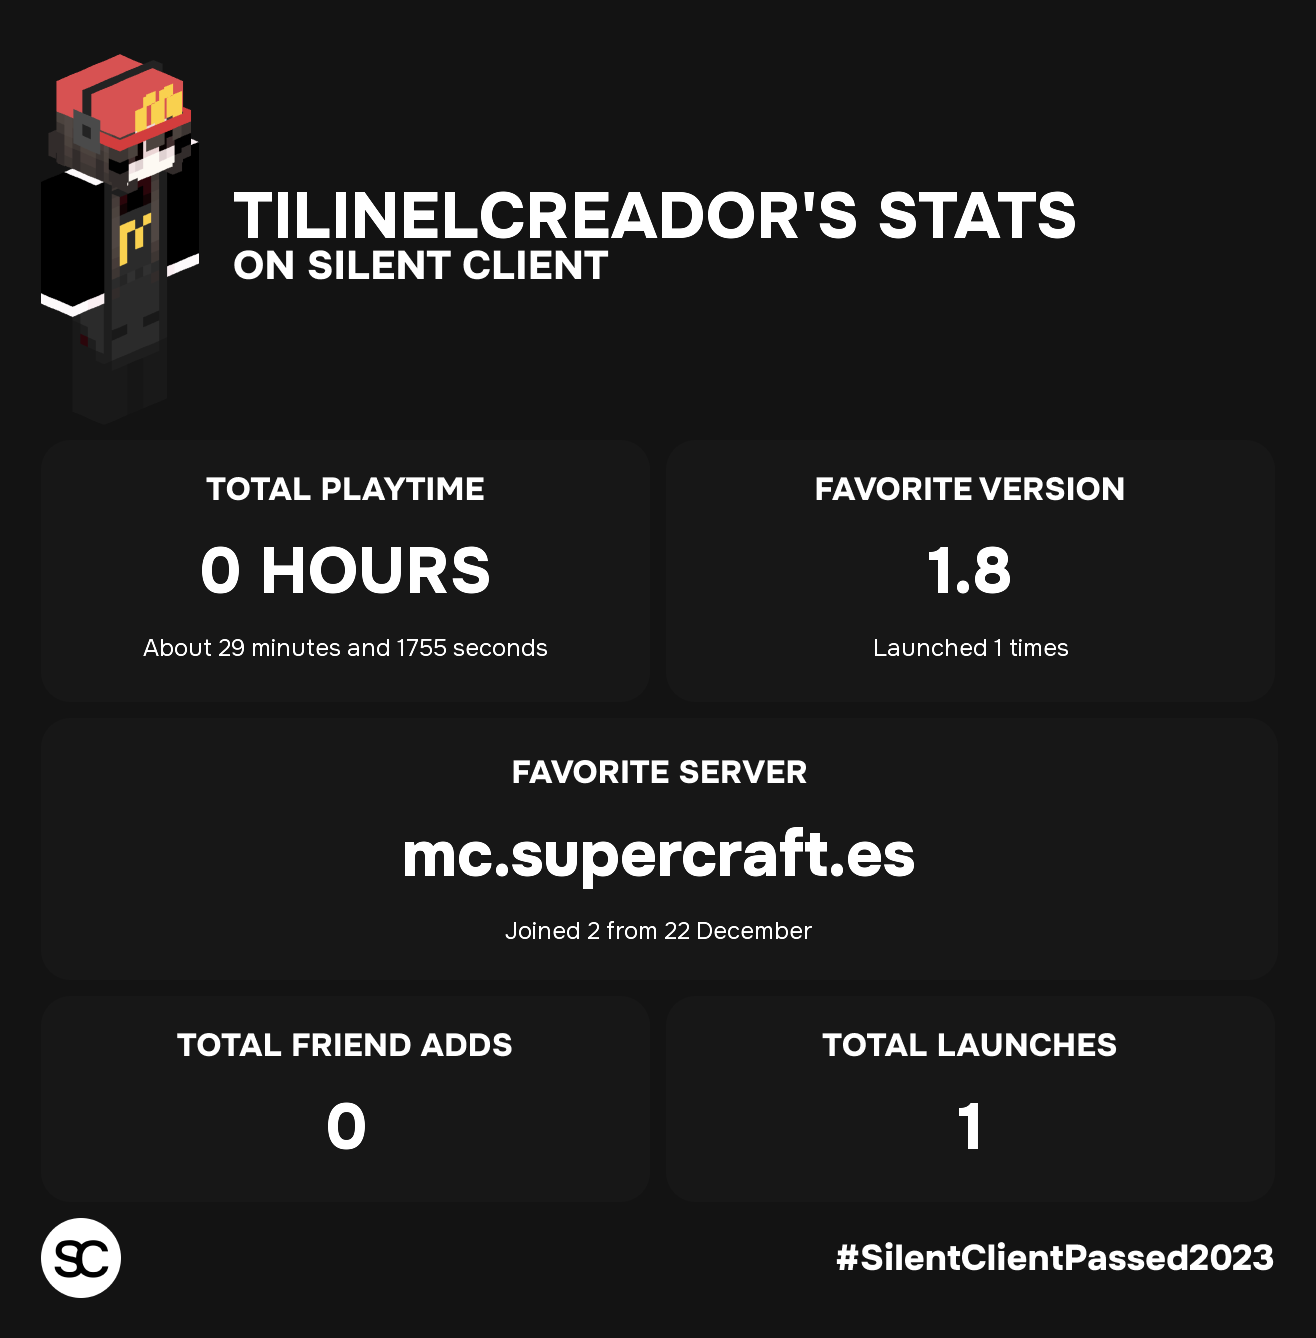 TILINELCREADOR'S STATS
ON SILENT CLIENT
TOTAL PLAYTIME
0 HOURS
About 29 minutes and 1755 seconds
FAVORITE VERSION
1.8
Launched 1 times
FAVORITE SERVER
mc.supercraft.es
Joined 2 from 22 December
TOTAL FRIEND ADDS
0
TOTAL LAUNCHES
1
SC
#SilentClientPassed2023